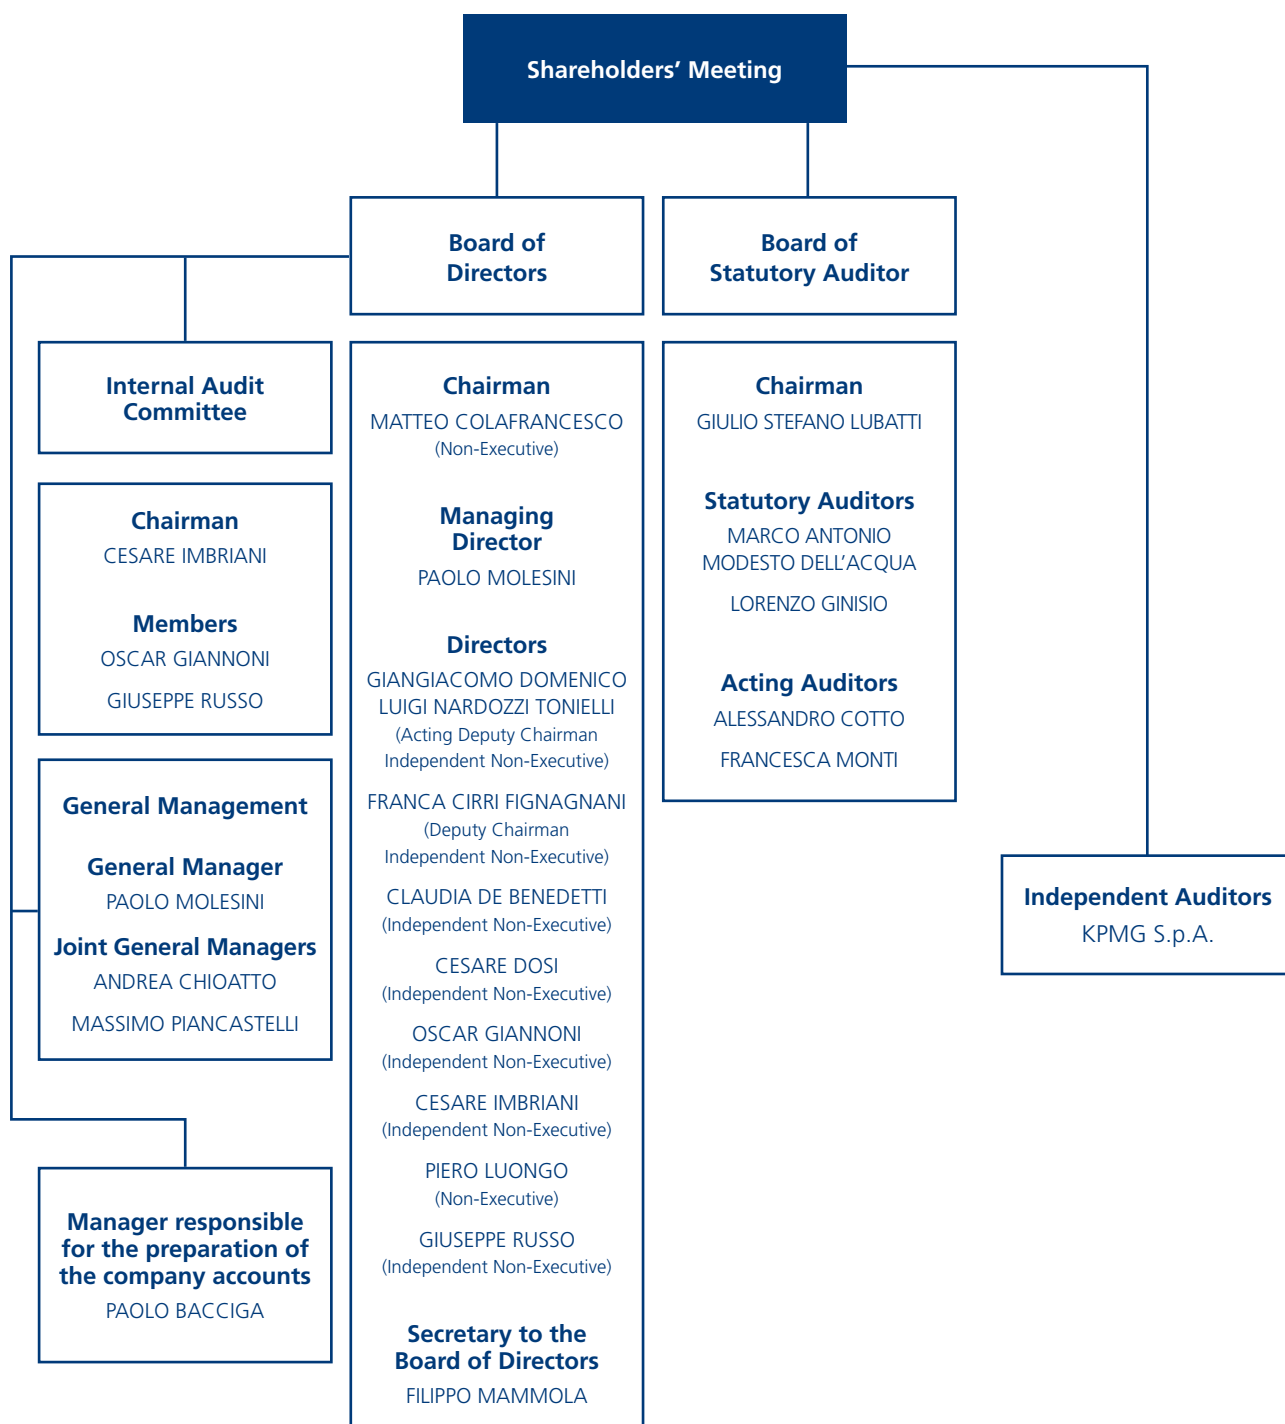 Shareholders’ Meeting
Board of
Directors
Board of
Statutory Auditor
Internal Audit
Committee
Chairman
CESARE IMBRIANI
Members
OSCAR GIANNONI
GIUSEPPE RUSSO
General Management
General Manager
PAOLO MOLESINI
Joint General Managers
ANDREA CHIOATTO
MASSIMO PIANCASTELLI
Manager responsible
for the preparation of
the company accounts
PAOLO BACCIGA
Chairman
MATTEO COLAFRANCESCO
(Non-Executive)
Managing
Director
PAOLO MOLESINI
Directors
GIANGIACOMO DOMENICO
LUIGI NARDOZZI TONIELLI
(Acting Deputy Chairman
Independent Non-Executive)
FRANCA CIRRI FIGNAGNANI
(Deputy Chairman
Independent Non-Executive)
CLAUDIA DE BENEDETTI
(Independent Non-Executive)
CESARE DOSI
(Independent Non-Executive)
OSCAR GIANNONI
(Independent Non-Executive)
CESARE IMBRIANI
(Independent Non-Executive)
PIERO LUONGO
(Non-Executive)
GIUSEPPE RUSSO
(Independent Non-Executive)
Secretary to the
Board of Directors
FILIPPO MAMMOLA
Chairman
GIULIO STEFANO LUBATTI
Statutory Auditors
MARCO ANTONIO
MODESTO DELL’ACQUA
LORENZO GINISIO
Acting Auditors
ALESSANDRO COTTO
FRANCESCA MONTI
Independent Auditors
KPMG S.p.A.